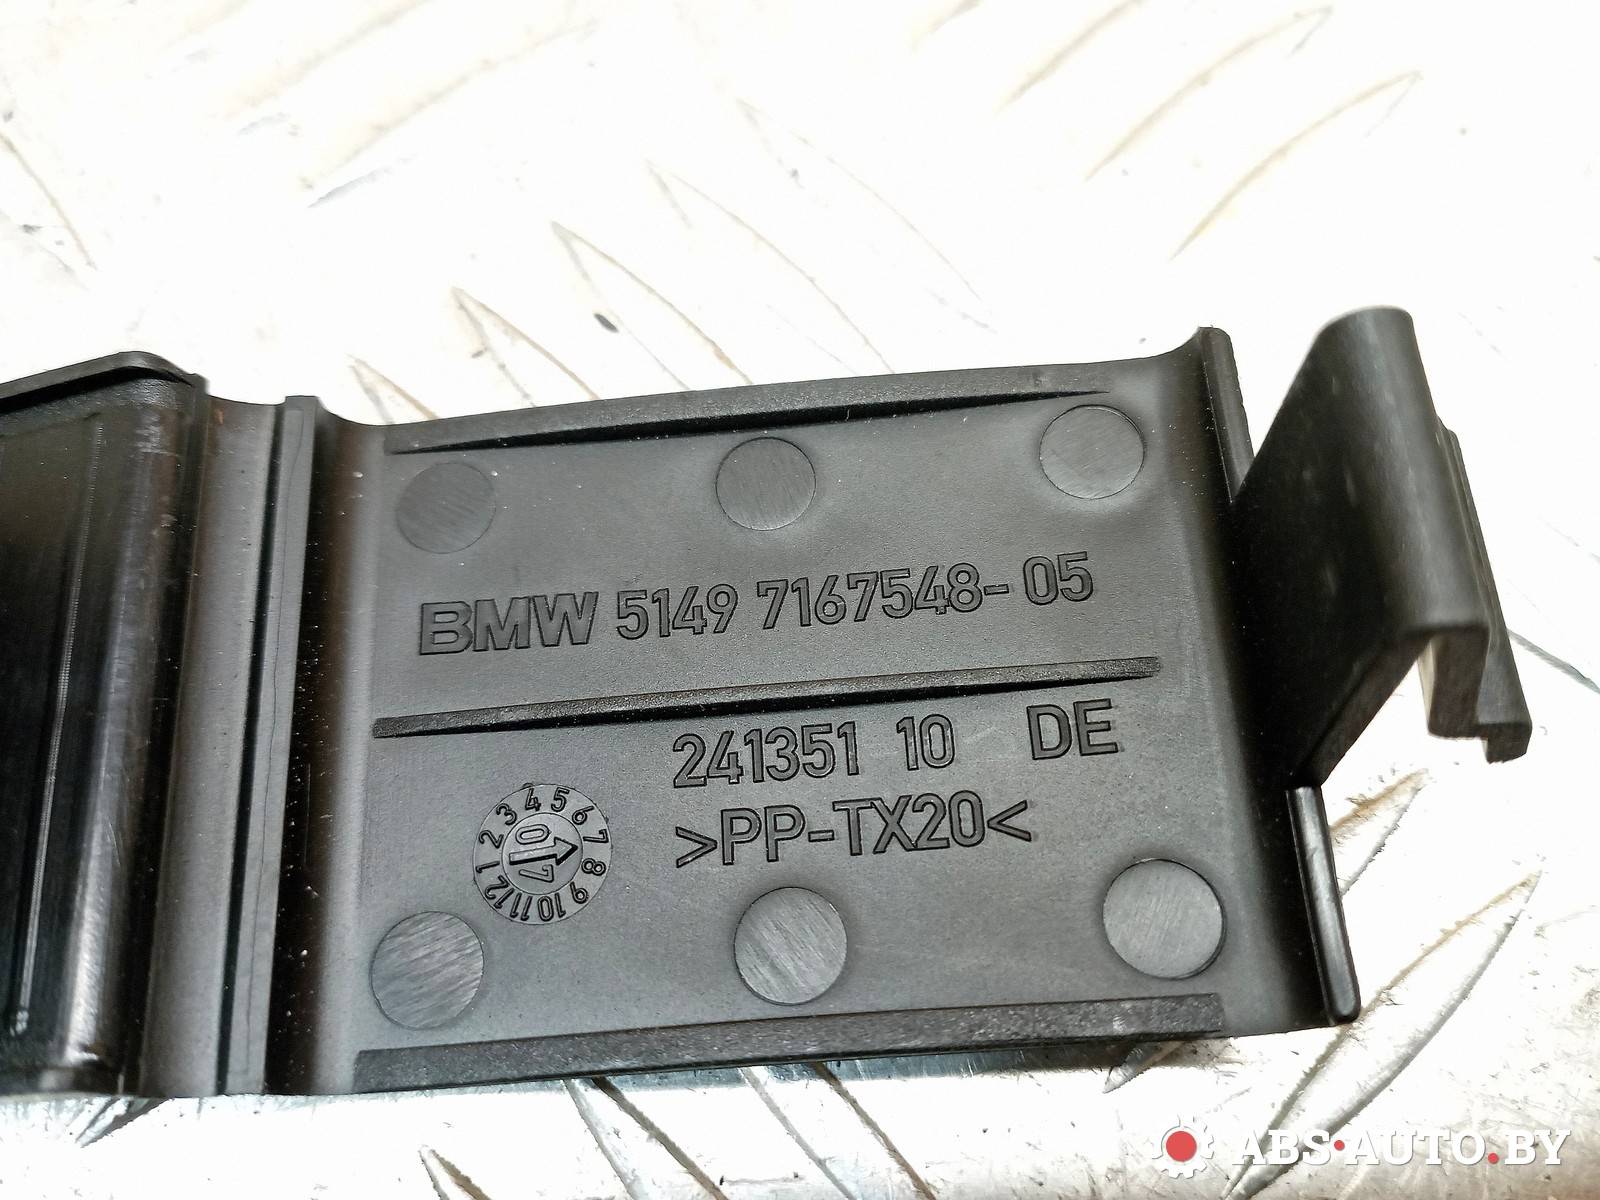 BMW 5149 7167548-05
241351 10 DE
>PP-TX20<
1 2 3 4 5 6 7 8 9 10 11 12
ABS•AUTO.BY